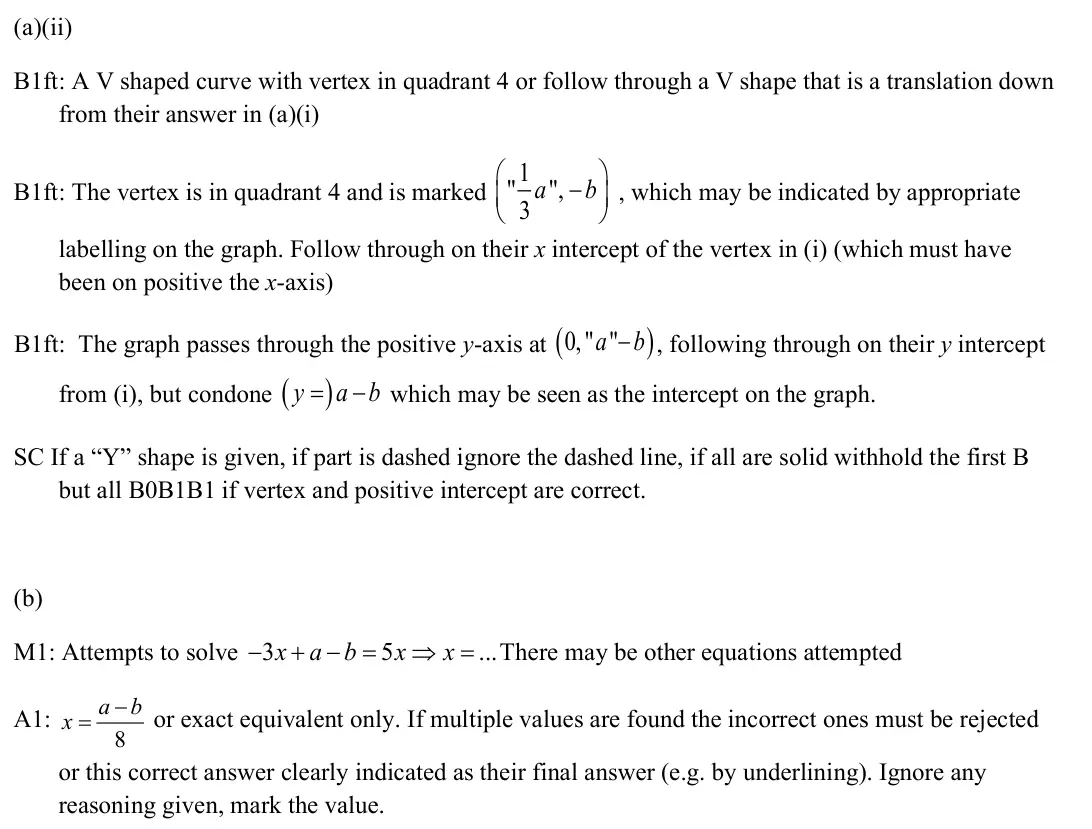 (a)(ii)
B1ft: A V shaped curve with vertex in quadrant 4 or follow through a V shape that is a translation down
from their answer in (a)(i)
B1ft: The vertex is in quadrant 4 and is marked ("1/3 a", −b) , which may be indicated by appropriate
labelling on the graph. Follow through on their x intercept of the vertex in (i) (which must have
been on positive the x-axis)
B1ft: The graph passes through the positive y-axis at (0,"a"−b), following through on their y intercept
from (i), but condone (y =)a − b which may be seen as the intercept on the graph.
SC If a “Y” shape is given, if part is dashed ignore the dashed line, if all are solid withhold the first B
but all B0B1B1 if vertex and positive intercept are correct.
(b)
M1: Attempts to solve −3x + a − b = 5x ⇒ x = ... There may be other equations attempted
A1: x = (a − b)/8 or exact equivalent only. If multiple values are found the incorrect ones must be rejected
or this correct answer clearly indicated as their final answer (e.g. by underlining). Ignore any
reasoning given, mark the value.